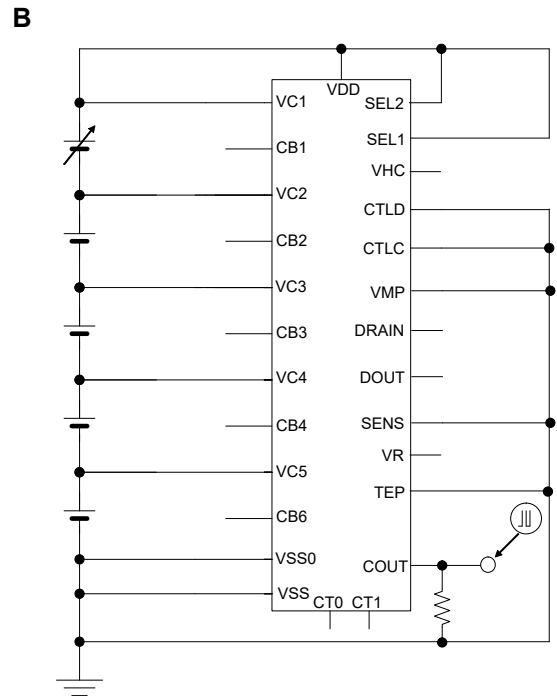 B
VDD
VC1
SEL2
SEL1
CB1
VHC
VC2
CTLD
CB2
CTLC
VC3
VMP
CB3
DRAIN
VC4
DOUT
CB4
SENS
VR
VC5
TEP
CB6
VSS0
COUT
VSS
CT0 CT1